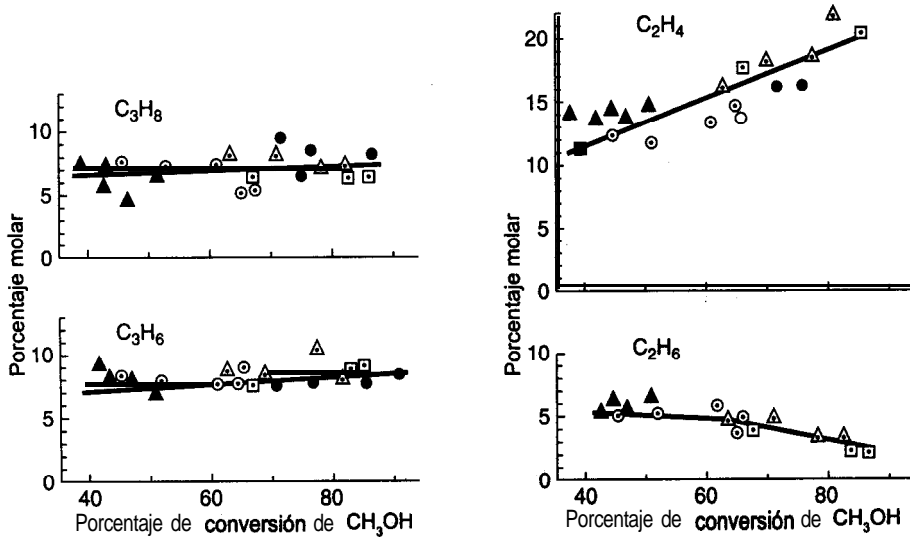 C₃H₈
10
5
0
C₃H₆
10
5
0
40 60 80
Porcentaje molar
Porcentaje de conversión de CH₃OH
C₂H₄
20
15
10
5
0
C₂H₆
10
5
0
40 60 80
Porcentaje molar
Porcentaje de conversión de CH₃OH